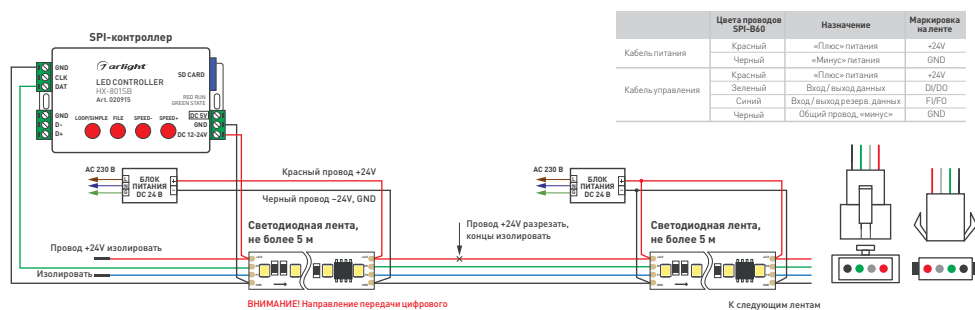 SPI-контроллер
GND
CLK
DAT
arlight
LED CONTROLLER
HX-801SB
Art. 020915
SD CARD
RED RUN
GREEN STATE
GND
D-
D+
LOOP/SIMPLE FILE SPEED- SPEED+
DC 5V
GND
DC 12-24V
Цвета проводов SPI-B60 Назначение Маркировка на ленте
Кабель питания Красный «Плюс» питания +24V
Черный «Минус» питания GND
Кабель управления Красный «Плюс» питания +24V
Зеленый Вход / выход данных DI/DO
Синий Вход / выход резерв. данных FI/FO
Черный Общий провод, «минус» GND
AC 230 В
L
N
БЛОК
ПИТАНИЯ
DC 24 В
+
–
Красный провод +24V
Черный провод –24V, GND
AC 230 В
L
N
БЛОК
ПИТАНИЯ
DC 24 В
+
–
Светодиодная лента,
не более 5 м
Провод +24V разрезать,
концы изолировать
Светодиодная лента,
не более 5 м
Провод +24V изолировать
Изолировать
ВНИМАНИЕ! Направление передачи цифрового
К следующим лентам